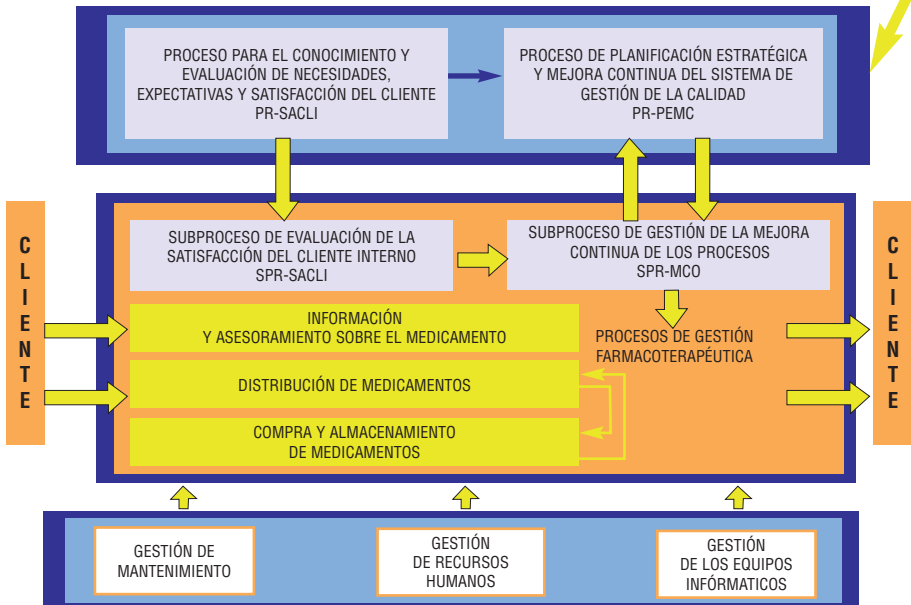 PROCESO PARA EL CONOCIMIENTO Y
EVALUACIÓN DE NECESIDADES,
EXPECTATIVAS Y SATISFACCIÓN DEL CLIENTE
PR-SACLI
PROCESO DE PLANIFICACIÓN ESTRATÉGICA
Y MEJORA CONTINUA DEL SISTEMA DE
GESTIÓN DE LA CALIDAD
PR-PEMC
CLIENTE
SUBPROCESO DE EVALUACIÓN DE LA
SATISFACCIÓN DEL CLIENTE INTERNO
SPR-SACLI
SUBPROCESO DE GESTIÓN DE LA MEJORA
CONTINUA DE LOS PROCESOS
SPR-MCO
INFORMACIÓN
Y ASESORAMIENTO SOBRE EL MEDICAMENTO
PROCESOS DE GESTIÓN
FARMACOTERAPÉUTICA
DISTRIBUCIÓN DE MEDICAMENTOS
COMPRA Y ALMACENAMIENTO
DE MEDICAMENTOS
CLIENTE
GESTIÓN DE
MANTENIMIENTO
GESTIÓN
DE RECURSOS
HUMANOS
GESTIÓN
DE LOS EQUIPOS
INFÓRMATICOS